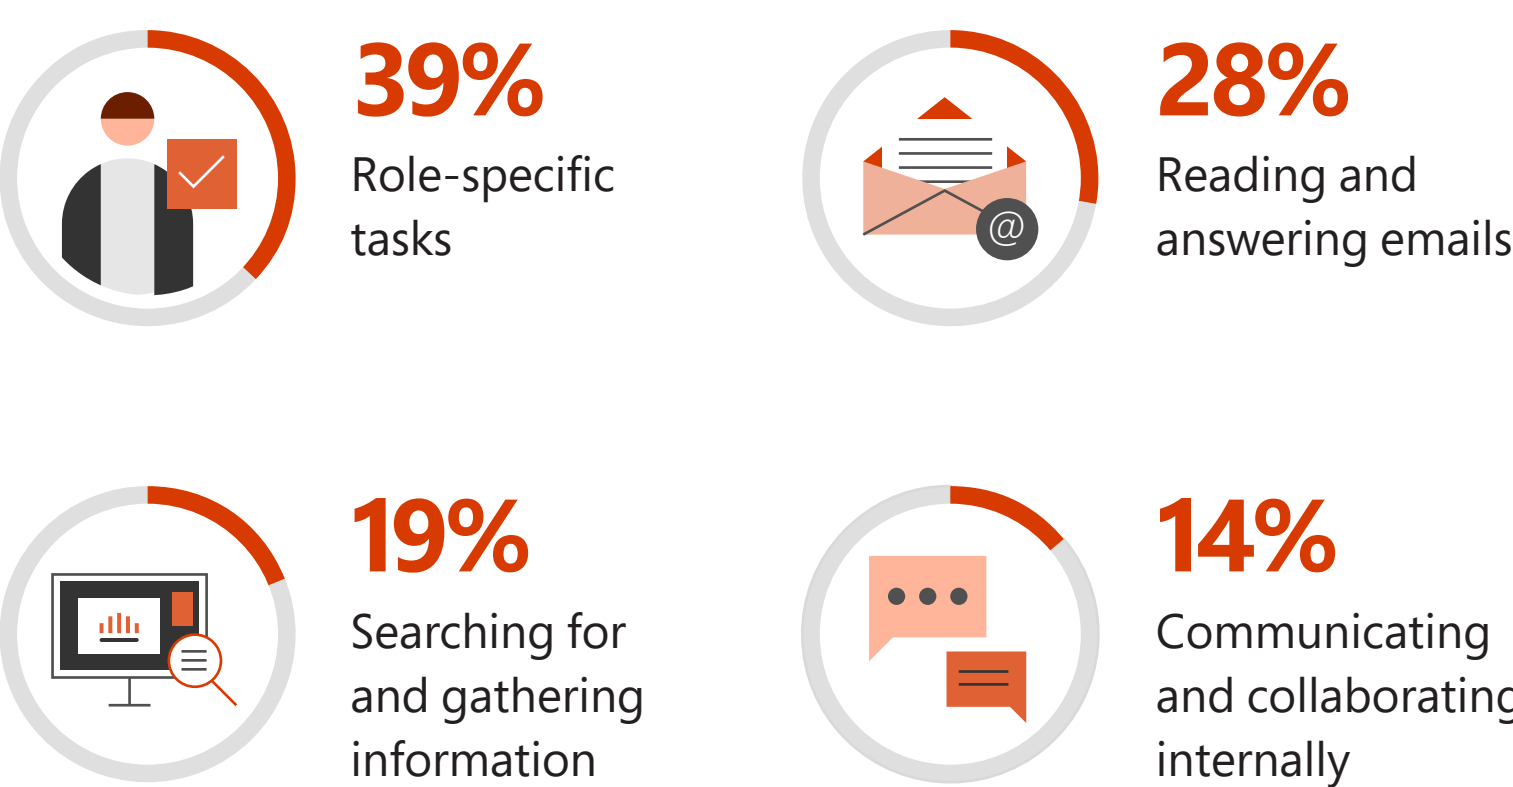 39%
Role-specific
tasks
28%
Reading and
answering emails
@
19%
Searching for
and gathering
information
14%
Communicating
and collaborating
internally